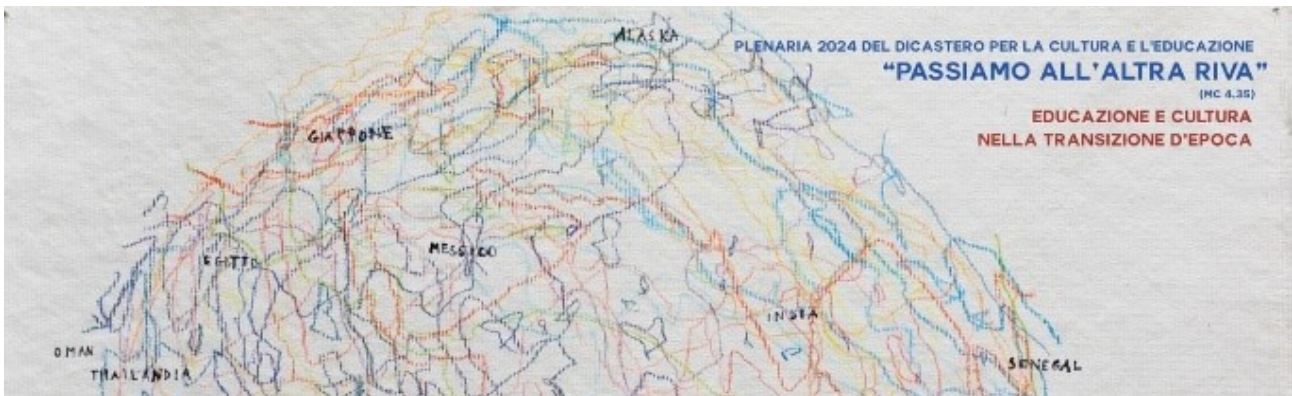 ALASKA
PLENARIA 2024 DEL DICASTERO PER LA CULTURA E L'EDUCAZIONE
“PASSIAMO ALL'ALTRA RIVA”
(MC 4,35)
EDUCAZIONE E CULTURA
NELLA TRANSIZIONE D'EPOCA
GIAPPONE
MESSICO
EGITTO
INDIA
OMAN
THAILANDIA
SENEGAL